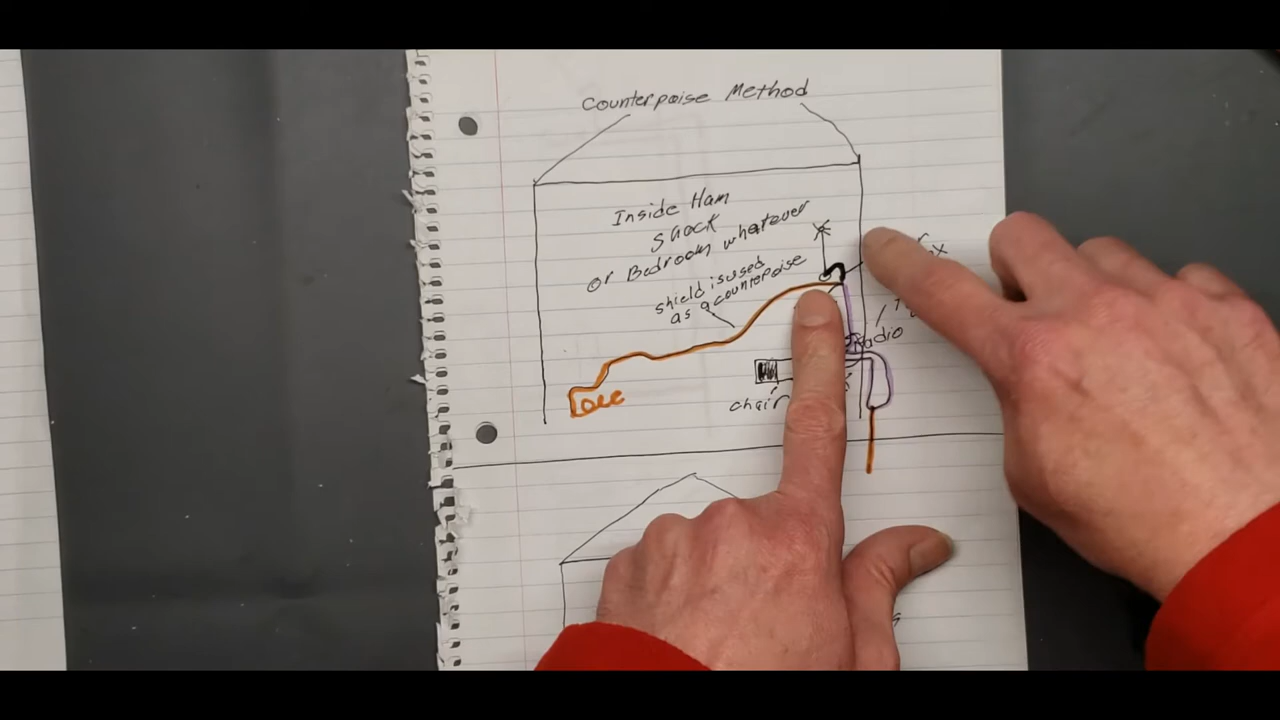 Counterpoise Method
Inside Ham
Shack
or Bedroom whatever
shield is used
as a counterpoise
Radio
chair